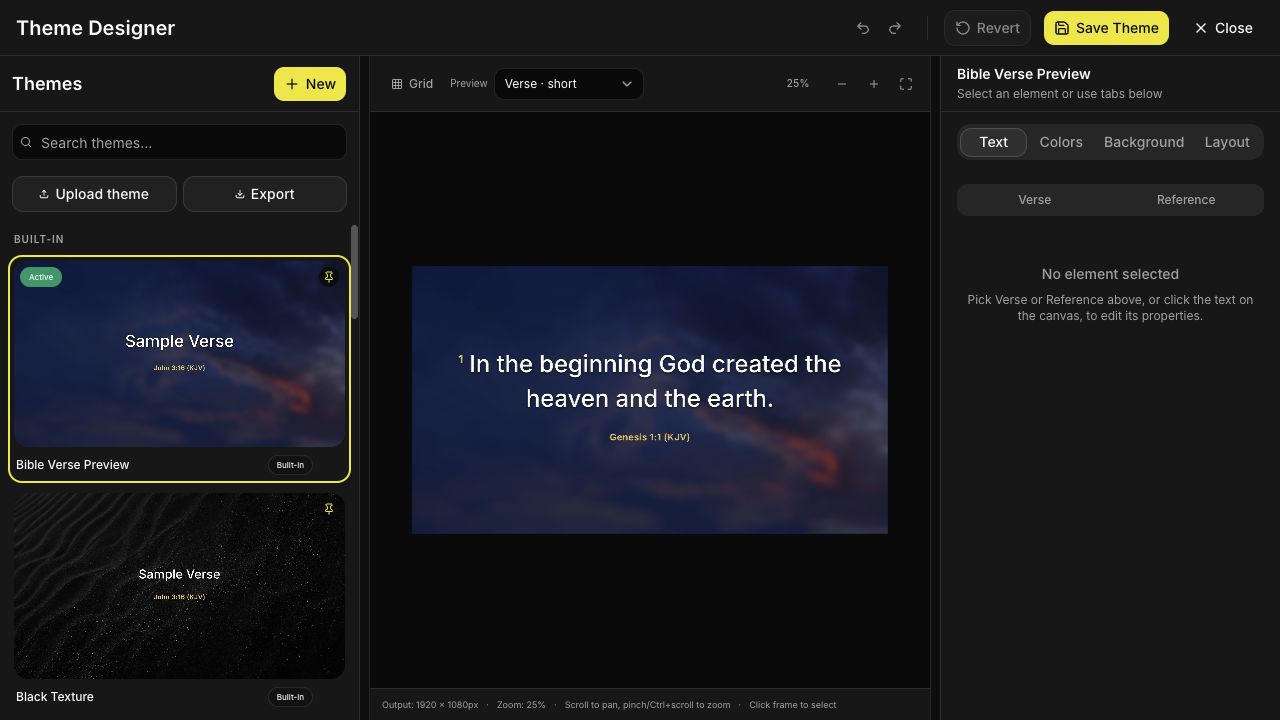 Theme Designer
Revert
Save Theme
Close
Themes
New
Search themes...
Upload theme
Export
BUILT-IN
Active
Sample Verse
John 3:16 (KJV)
Bible Verse Preview
Built-in
Sample Verse
John 3:16 (KJV)
Black Texture
Built-in
Grid
Preview
Verse · short
25%
1 In the beginning God created the
heaven and the earth.
Genesis 1:1 (KJV)
Output: 1920 × 1080px · Zoom: 25% · Scroll to pan, pinch/Ctrl+scroll to zoom · Click frame to select
Bible Verse Preview
Select an element or use tabs below
Text
Colors
Background
Layout
Verse
Reference
No element selected
Pick Verse or Reference above, or click the text on
the canvas, to edit its properties.